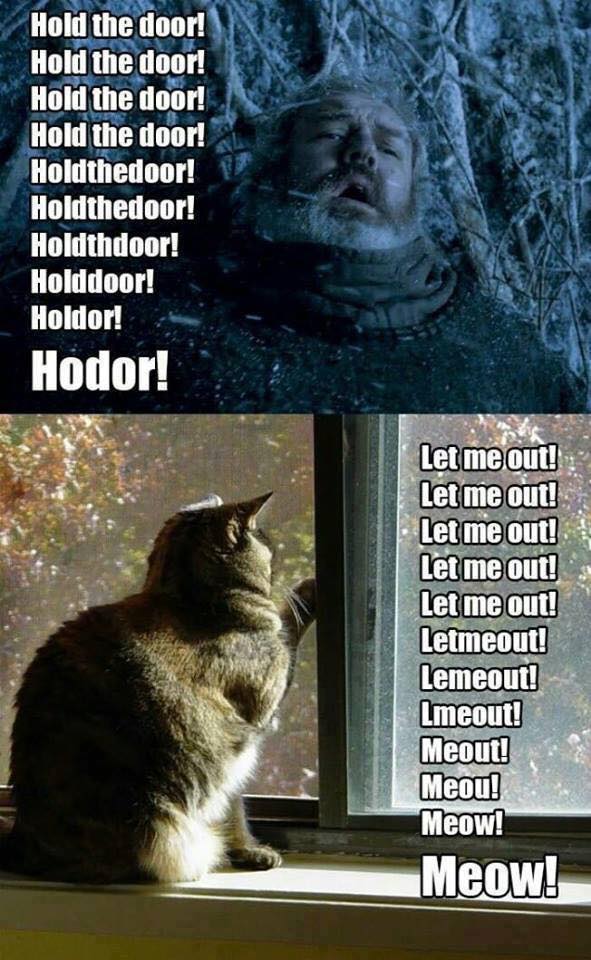 Hold the door!
Hold the door!
Hold the door!
Hold the door!
Holdthedoor!
Holdthedoor!
Holdthdoor!
Holddoor!
Holdor!
Hodor!
Let me out!
Let me out!
Let me out!
Let me out!
Let me out!
Letmeout!
Lemeout!
Lmeout!
Meout!
Meou!
Meow!
Meow!